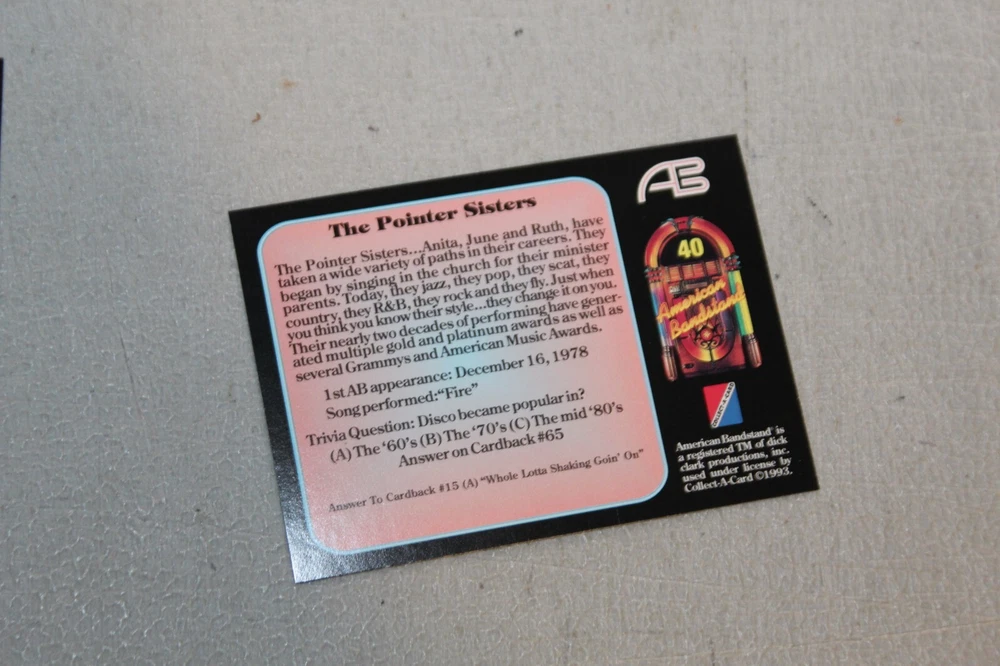 The Pointer Sisters
The Pointer Sisters...Anita, June and Ruth, have
taken a wide variety of paths in their careers. They
began by singing in the church for their minister
parents. Today, they jazz, they pop, they scat, they
country, they R&B, they rock and they fly. Just when
you think you know their style...they change it on you.
Their nearly two decades of performing have gener-
ated multiple gold and platinum awards as well as
several Grammys and American Music Awards.
1st AB appearance: December 16, 1978
Song performed: “Fire”
Trivia Question: Disco became popular in?
(A) The ‘60’s (B) The ‘70’s (C) The mid ‘80’s
Answer on Cardback #65
Answer To Cardback #15 (A) “Whole Lotta Shaking Goin’ On”
AB
40
American
Bandstand
COLLECT-A-CARD
American Bandstand® is
a registered TM of dick
clark productions, inc.
used under license by
Collect-A-Card ©1993.